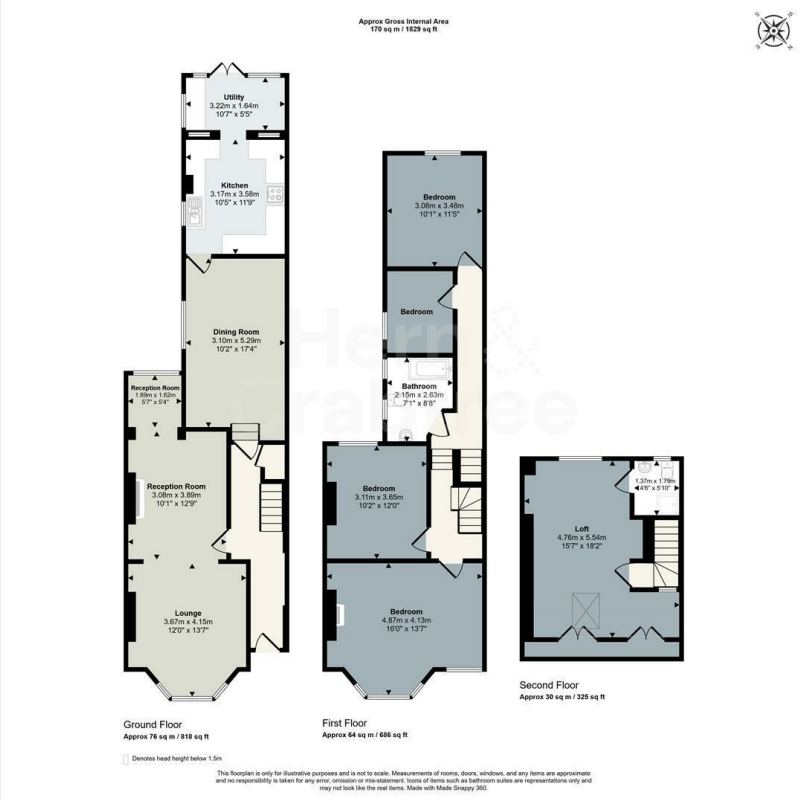 Approx Gross Internal Area
170 sq m / 1829 sq ft
Utility
3.22m x 1.64m
10'7" x 5'5"
Kitchen
3.17m x 3.58m
10'5" x 11'9"
Dining Room
3.10m x 5.29m
10'2" x 17'4"
Reception Room
1.69m x 1.62m
5'7" x 5'4"
Reception Room
3.08m x 3.89m
10'1" x 12'9"
Lounge
3.67m x 4.15m
12'0" x 13'7"
Ground Floor
Approx 76 sq m / 818 sq ft
Bedroom
3.08m x 3.48m
10'1" x 11'5"
Bedroom
Bathroom
2.15m x 2.63m
7'1" x 8'8"
Bedroom
3.11m x 3.65m
10'2" x 12'0"
Bedroom
4.87m x 4.13m
16'0" x 13'7"
First Floor
Approx 64 sq m / 686 sq ft
1.37m x 1.79m
4'6" x 5'10"
Loft
4.76m x 5.54m
15'7" x 18'2"
Second Floor
Approx 30 sq m / 325 sq ft
Hern &
Crabtree
Denotes head height below 1.5m
This floorplan is only for illustrative purposes and is not to scale. Measurements of rooms, doors, windows, and any items are approximate
and no responsibility is taken for any error, omission or mis-statement. Icons of items such as bathroom suites are representations only and
may not look like the real items. Made with Made Snappy 360.